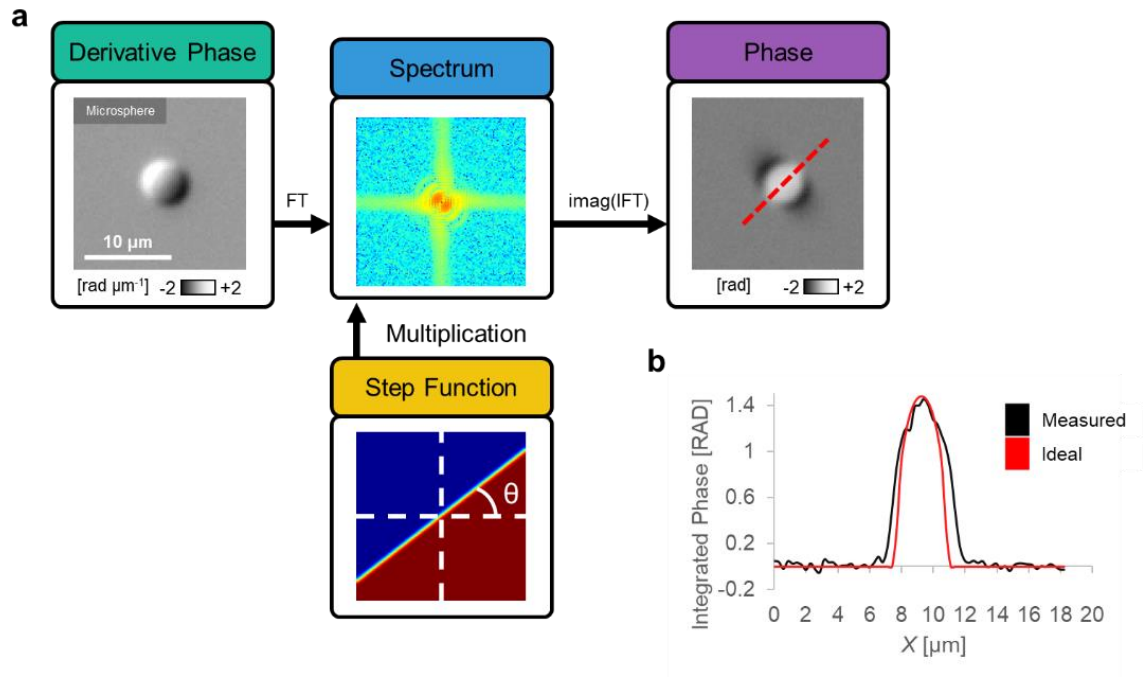 a
Derivative Phase
Spectrum
Phase
Microsphere
10 µm
[rad µm⁻¹] -2 +2
FT
imag(IFT)
[rad] -2 +2
Multiplication
Step Function
θ
b
Integrated Phase [RAD]
1.4
1
0.6
0.2
-0.2
0 2 4 6 8 10 12 14 16 18 20
X [µm]
Measured
Ideal